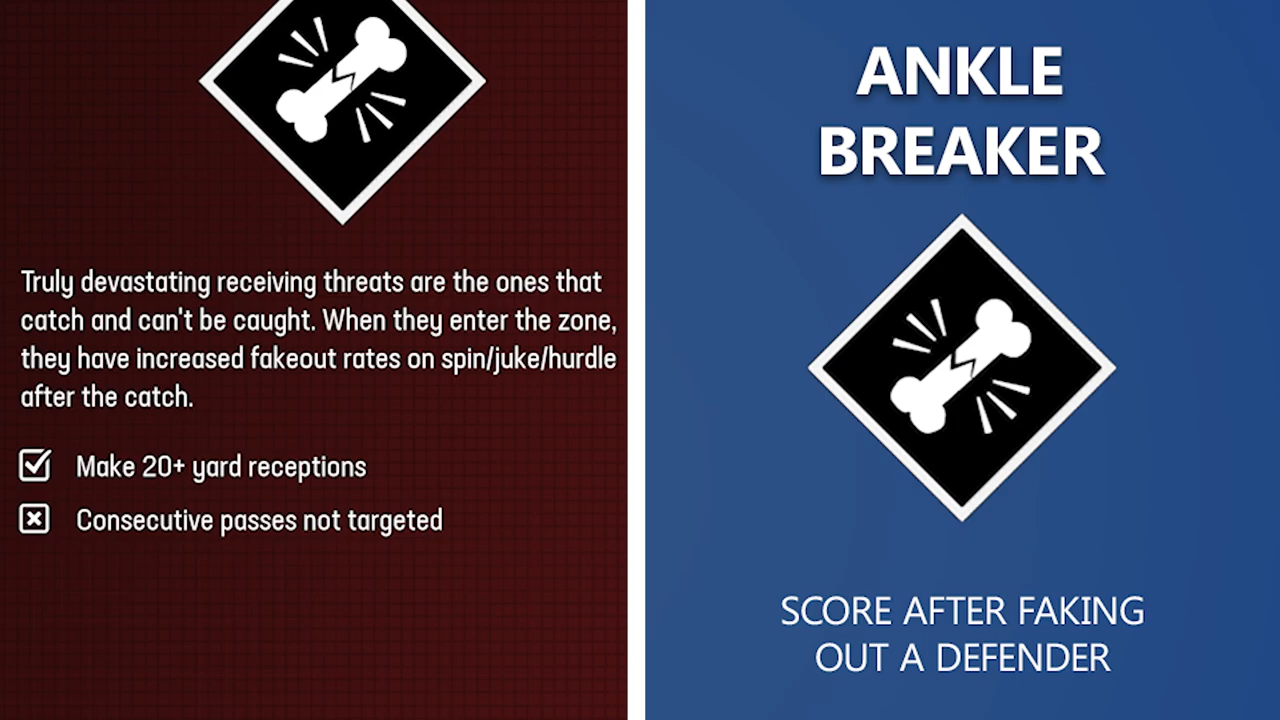 Truly devastating receiving threats are the ones that
catch and can't be caught. When they enter the zone,
they have increased fakeout rates on spin/juke/hurdle
after the catch.
Make 20+ yard receptions
Consecutive passes not targeted
ANKLE
BREAKER
SCORE AFTER FAKING
OUT A DEFENDER